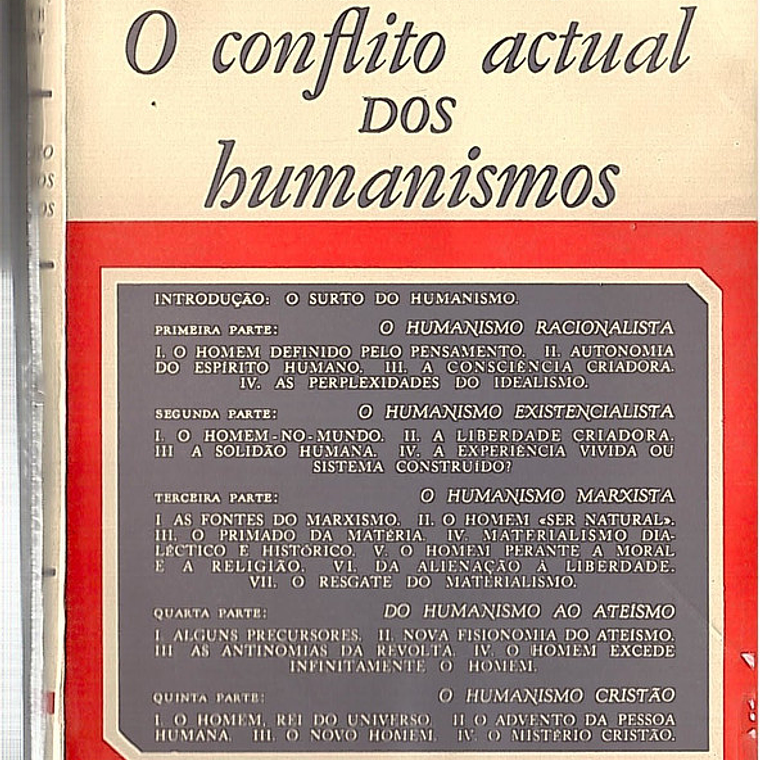 O conflito actual
DOS
humanismos
INTRODUÇÃO: O SURTO DO HUMANISMO.
PRIMEIRA PARTE: O HUMANISMO RACIONALISTA
I. O HOMEM DEFINIDO PELO PENSAMENTO. II. AUTONOMIA
DO ESPÍRITO HUMANO. III. A CONSCIÊNCIA CRIADORA.
IV. AS PERPLEXIDADES DO IDEALISMO.
SEGUNDA PARTE: O HUMANISMO EXISTENCIALISTA
I. O HOMEM-NO-MUNDO. II. A LIBERDADE CRIADORA.
III A SOLIDÃO HUMANA. IV. A EXPERIÊNCIA VIVIDA OU
SISTEMA CONSTRUÍDO?
TERCEIRA PARTE: O HUMANISMO MARXISTA
I AS FONTES DO MARXISMO. II. O HOMEM «SER NATURAL».
III. O PRIMADO DA MATÉRIA. IV. MATERIALISMO DIA-
LÉCTICO E HISTÓRICO. V. O HOMEM PERANTE A MORAL
E A RELIGIÃO. VI. DA ALIENAÇÃO À LIBERDADE.
VII. O RESGATE DO MATERIALISMO.
QUARTA PARTE: DO HUMANISMO AO ATEÍSMO
I. ALGUNS PRECURSORES. II. NOVA FISIONOMIA DO ATEÍSMO.
III AS ANTINOMIAS DA REVOLTA. IV. O HOMEM EXCEDE
INFINITAMENTE O HOMEM.
QUINTA PARTE: O HUMANISMO CRISTÃO
I. O HOMEM, REI DO UNIVERSO. II O ADVENTO DA PESSOA
HUMANA. III. O NOVO HOMEM. IV. O MISTÉRIO CRISTÃO.